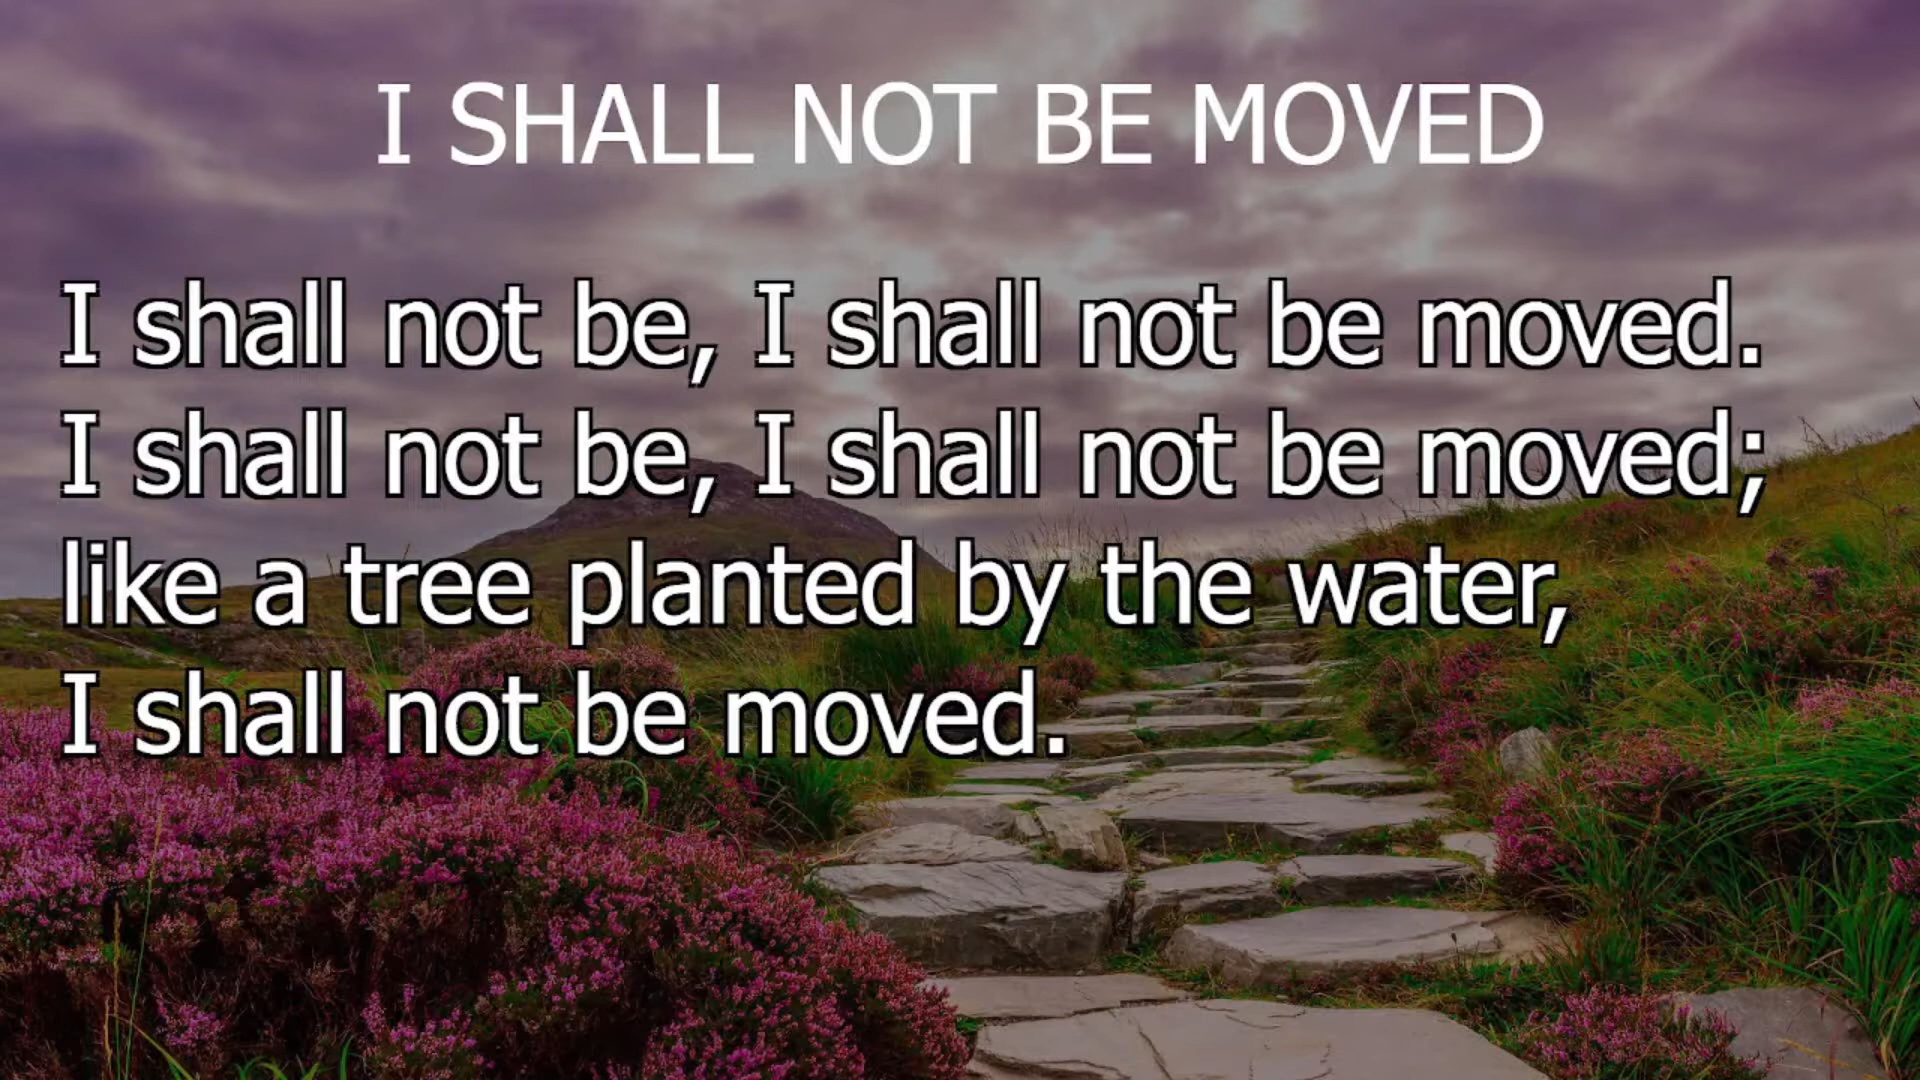 I SHALL NOT BE MOVED
I shall not be, I shall not be moved.
I shall not be, I shall not be moved;
like a tree planted by the water,
I shall not be moved.